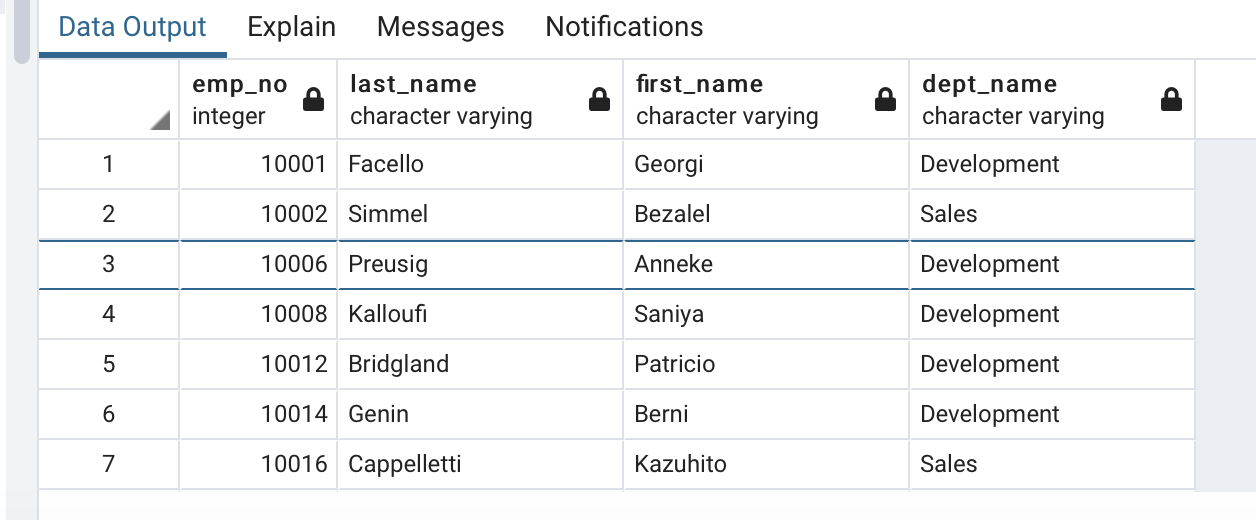 Data Output Explain Messages Notifications
emp_no last_name first_name dept_name
integer character varying character varying character varying
1 10001 Facello Georgi Development
2 10002 Simmel Bezalel Sales
3 10006 Preusig Anneke Development
4 10008 Kalloufi Saniya Development
5 10012 Bridgland Patricio Development
6 10014 Genin Berni Development
7 10016 Cappelletti Kazuhito Sales